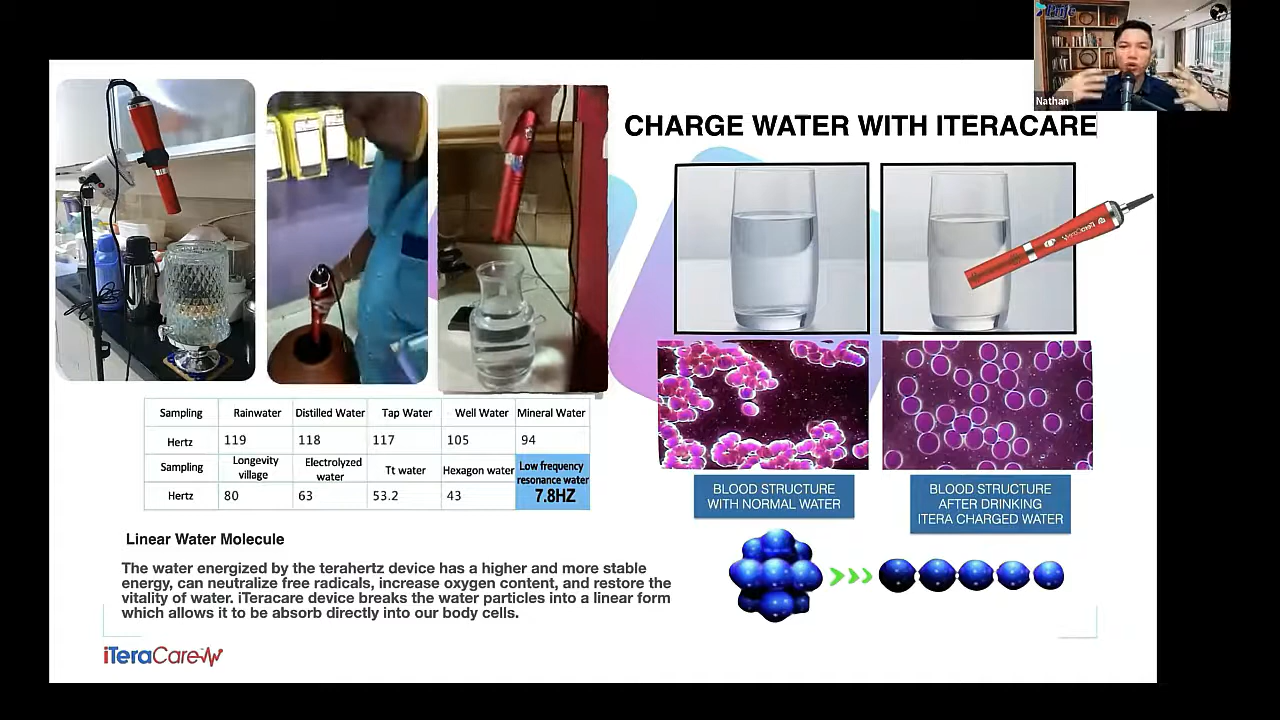 Nathan
CHARGE WATER WITH ITERACARE
Sampling Rainwater Distilled Water Tap Water Well Water Mineral Water
Hertz 119 118 117 105 94
Sampling Longevity village Electrolyzed water Tt water Hexagon water Low frequency resonance water
Hertz 80 63 53.2 43 7.8HZ
BLOOD STRUCTURE
WITH NORMAL WATER
BLOOD STRUCTURE
AFTER DRINKING
ITERA CHARGED WATER
Linear Water Molecule
The water energized by the terahertz device has a higher and more stable
energy, can neutralize free radicals, increase oxygen content, and restore the
vitality of water. iTeracare device breaks the water particles into a linear form
which allows it to be absorb directly into our body cells.
iTeraCare